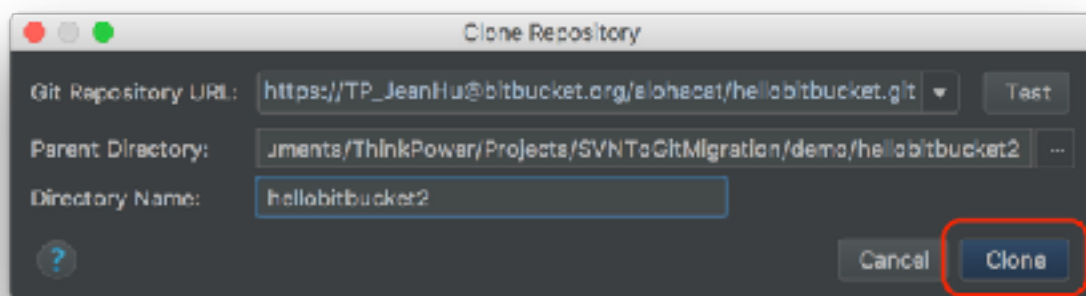 Clone Repository
Git Repository URL: https://TP_JeanHu@bitbucket.org/alohacat/hellobitbucket.git Test
Parent Directory: uments/ThinkPower/Projects/SVNToGitMigration/demo/hellobitbucket2 ...
Directory Name: hellobitbucket2
? Cancel Clone